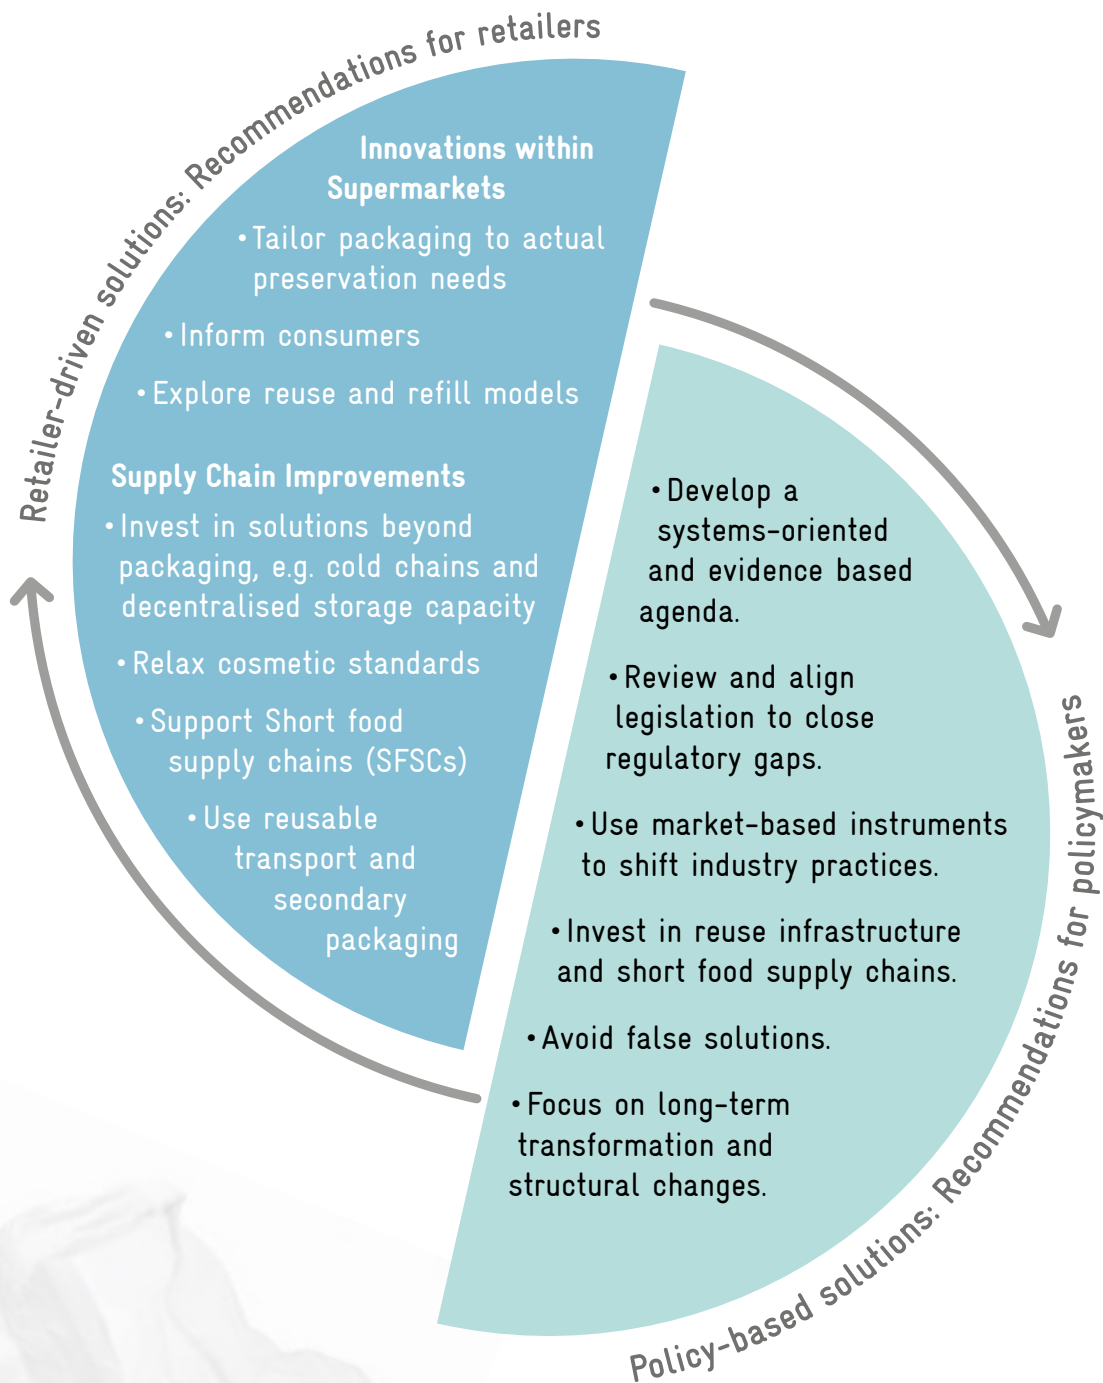 Retailer-driven solutions: Recommendations for retailers
Innovations within
Supermarkets
• Tailor packaging to actual
preservation needs
• Inform consumers
• Explore reuse and refill models
Supply Chain Improvements
• Invest in solutions beyond
packaging, e.g. cold chains and
decentralised storage capacity
• Relax cosmetic standards
• Support Short food
supply chains (SFSCs)
• Use reusable
transport and
secondary
packaging
• Develop a
systems-oriented
and evidence based
agenda.
• Review and align
legislation to close
regulatory gaps.
• Use market-based instruments
to shift industry practices.
• Invest in reuse infrastructure
and short food supply chains.
• Avoid false solutions.
• Focus on long-term
transformation and
structural changes.
Policy-based solutions: Recommendations for policymakers